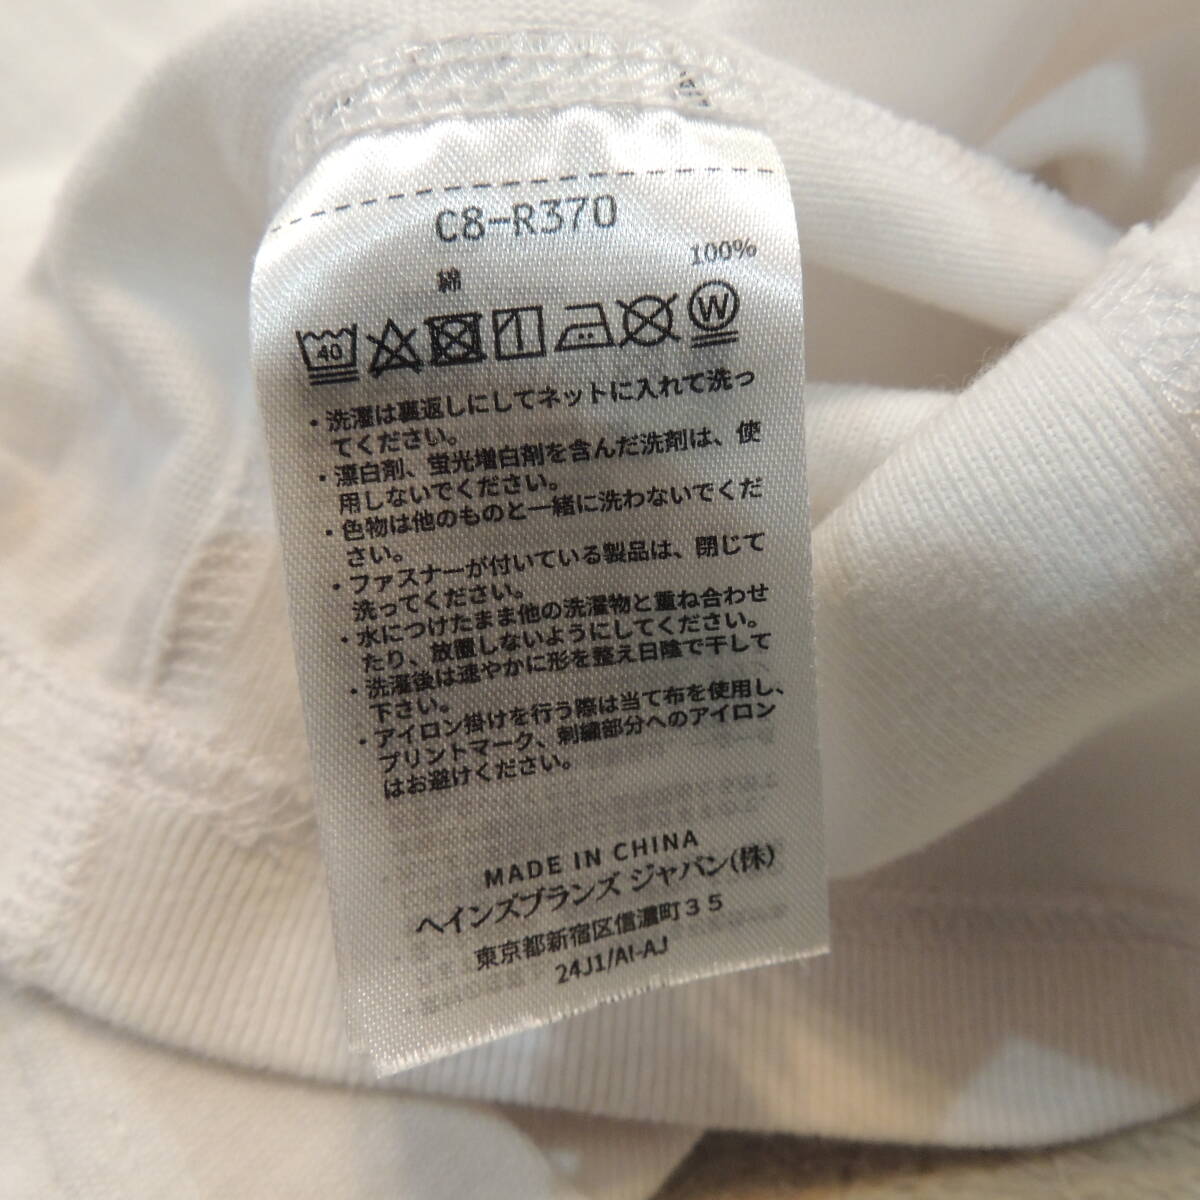 C8-R370
綿 100%
40 W
・洗濯は裏返しにしてネットに入れて洗っ
てください。
・漂白剤、蛍光増白剤を含んだ洗剤は、使
用しないでください。
・色物は他のものと一緒に洗わないでくだ
さい。
・ファスナーが付いている製品は、閉じて
洗ってください。
・水につけたまま他の洗濯物と重ね合わせ
たり、放置しないようにしてください。
・洗濯後は速やかに形を整え日陰で干して
下さい。
・アイロン掛けを行う際は当て布を使用し、
プリントマーク、刺繍部分へのアイロン
はお避けください。
MADE IN CHINA
ヘインズブランズ ジャパン(株)
東京都新宿区信濃町３５
24J1/AI-AJ